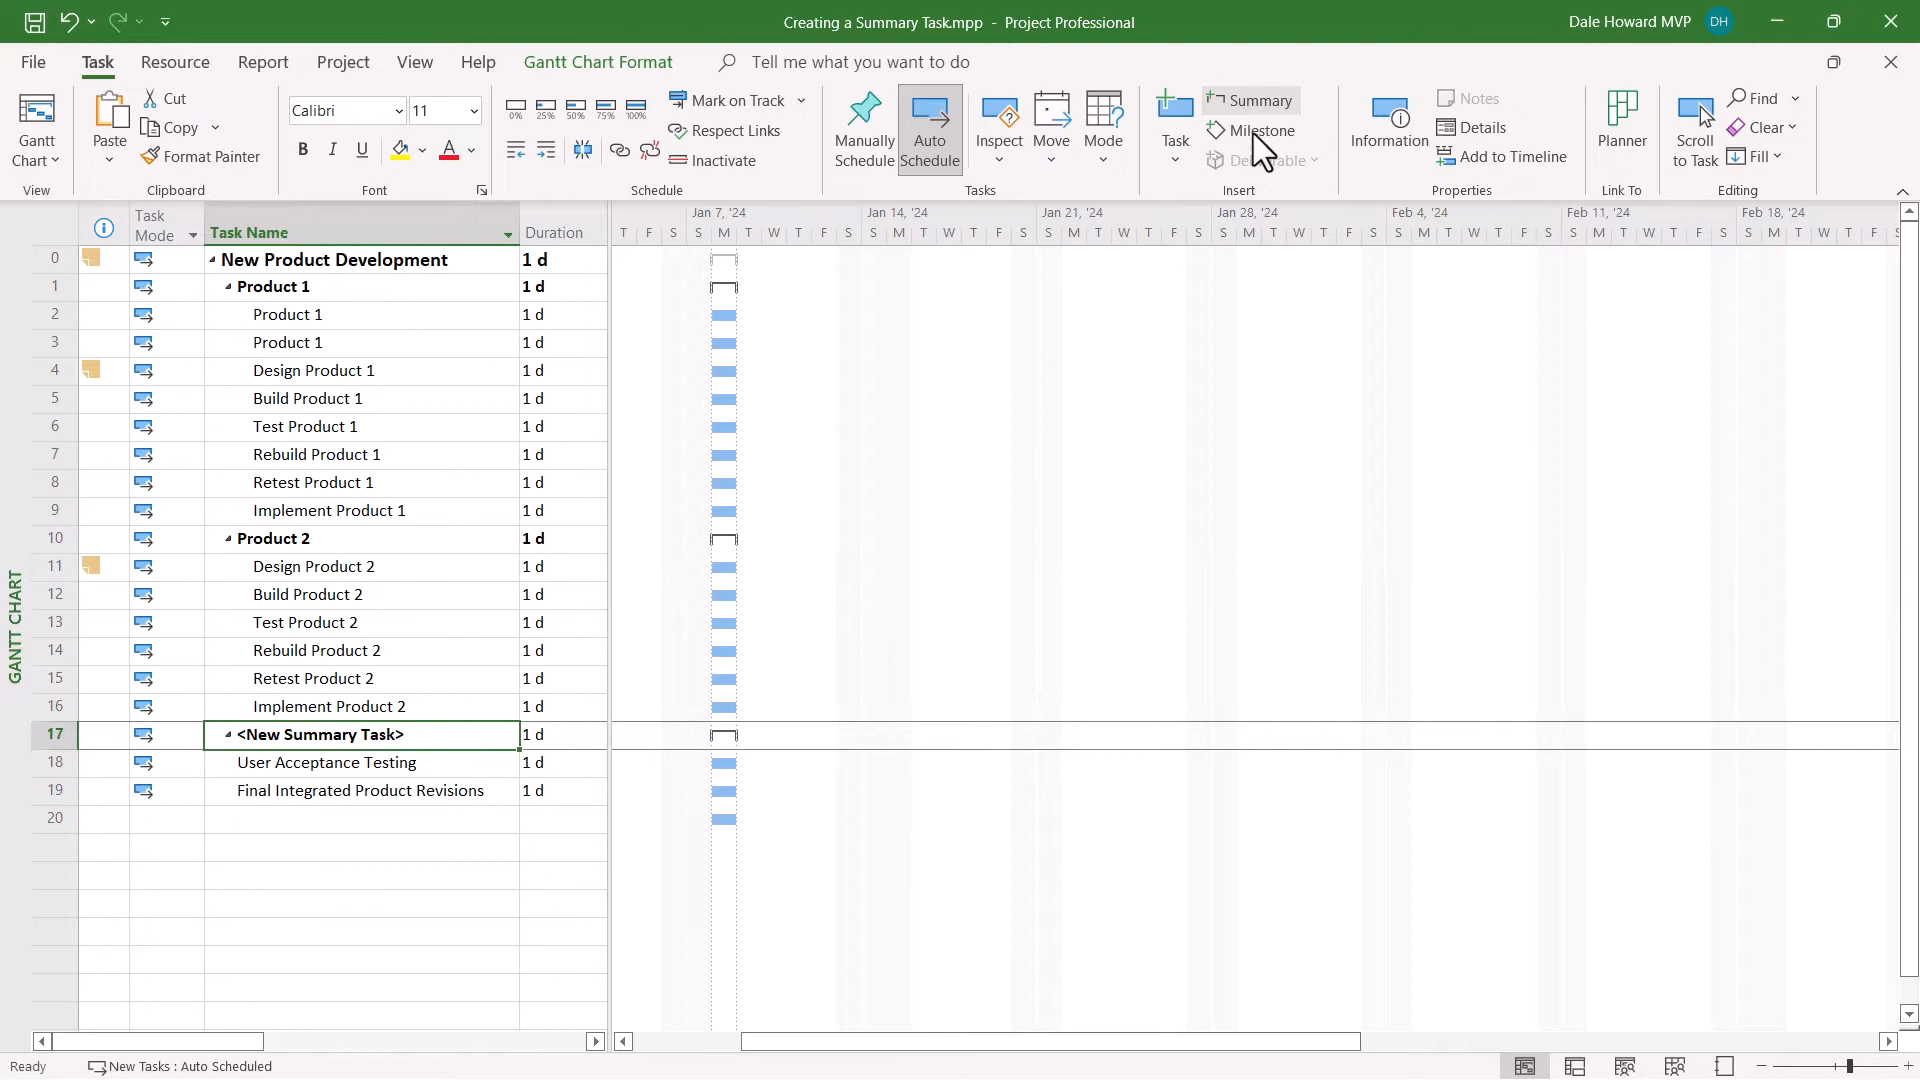 Creating a Summary Task.mpp - Project Professional
Dale Howard MVP DH
File Task Resource Report Project View Help Gantt Chart Format Tell me what you want to do
Gantt Chart
View
Paste
Cut
Copy
Format Painter
Clipboard
Calibri 11
B I U A
Font
0% 25% 50% 75% 100%
Mark on Track
Respect Links
Inactivate
Schedule
Manually Schedule
Auto Schedule
Inspect
Move
Mode
Tasks
Task
Summary
Milestone
Insert
Information
Notes
Details
Add to Timeline
Properties
Planner
Link To
Scroll to Task
Find
Clear
Fill
Editing
Task Mode Task Name Duration
Jan 7, '24 Jan 14, '24 Jan 21, '24 Jan 28, '24 Feb 4, '24 Feb 11, '24 Feb 18, '24
T F S S M T W T F S S M T W T F S S M T W T F S S M T W T F S S M T W T F S S M T W T F S S M T W T F S
0 New Product Development 1 d
1 Product 1 1 d
2 Product 1 1 d
3 Product 1 1 d
4 Design Product 1 1 d
5 Build Product 1 1 d
6 Test Product 1 1 d
7 Rebuild Product 1 1 d
8 Retest Product 1 1 d
9 Implement Product 1 1 d
10 Product 2 1 d
11 Design Product 2 1 d
12 Build Product 2 1 d
13 Test Product 2 1 d
14 Rebuild Product 2 1 d
15 Retest Product 2 1 d
16 Implement Product 2 1 d
17 <New Summary Task> 1 d
18 User Acceptance Testing 1 d
19 Final Integrated Product Revisions 1 d
20
GANTT CHART
Ready New Tasks : Auto Scheduled